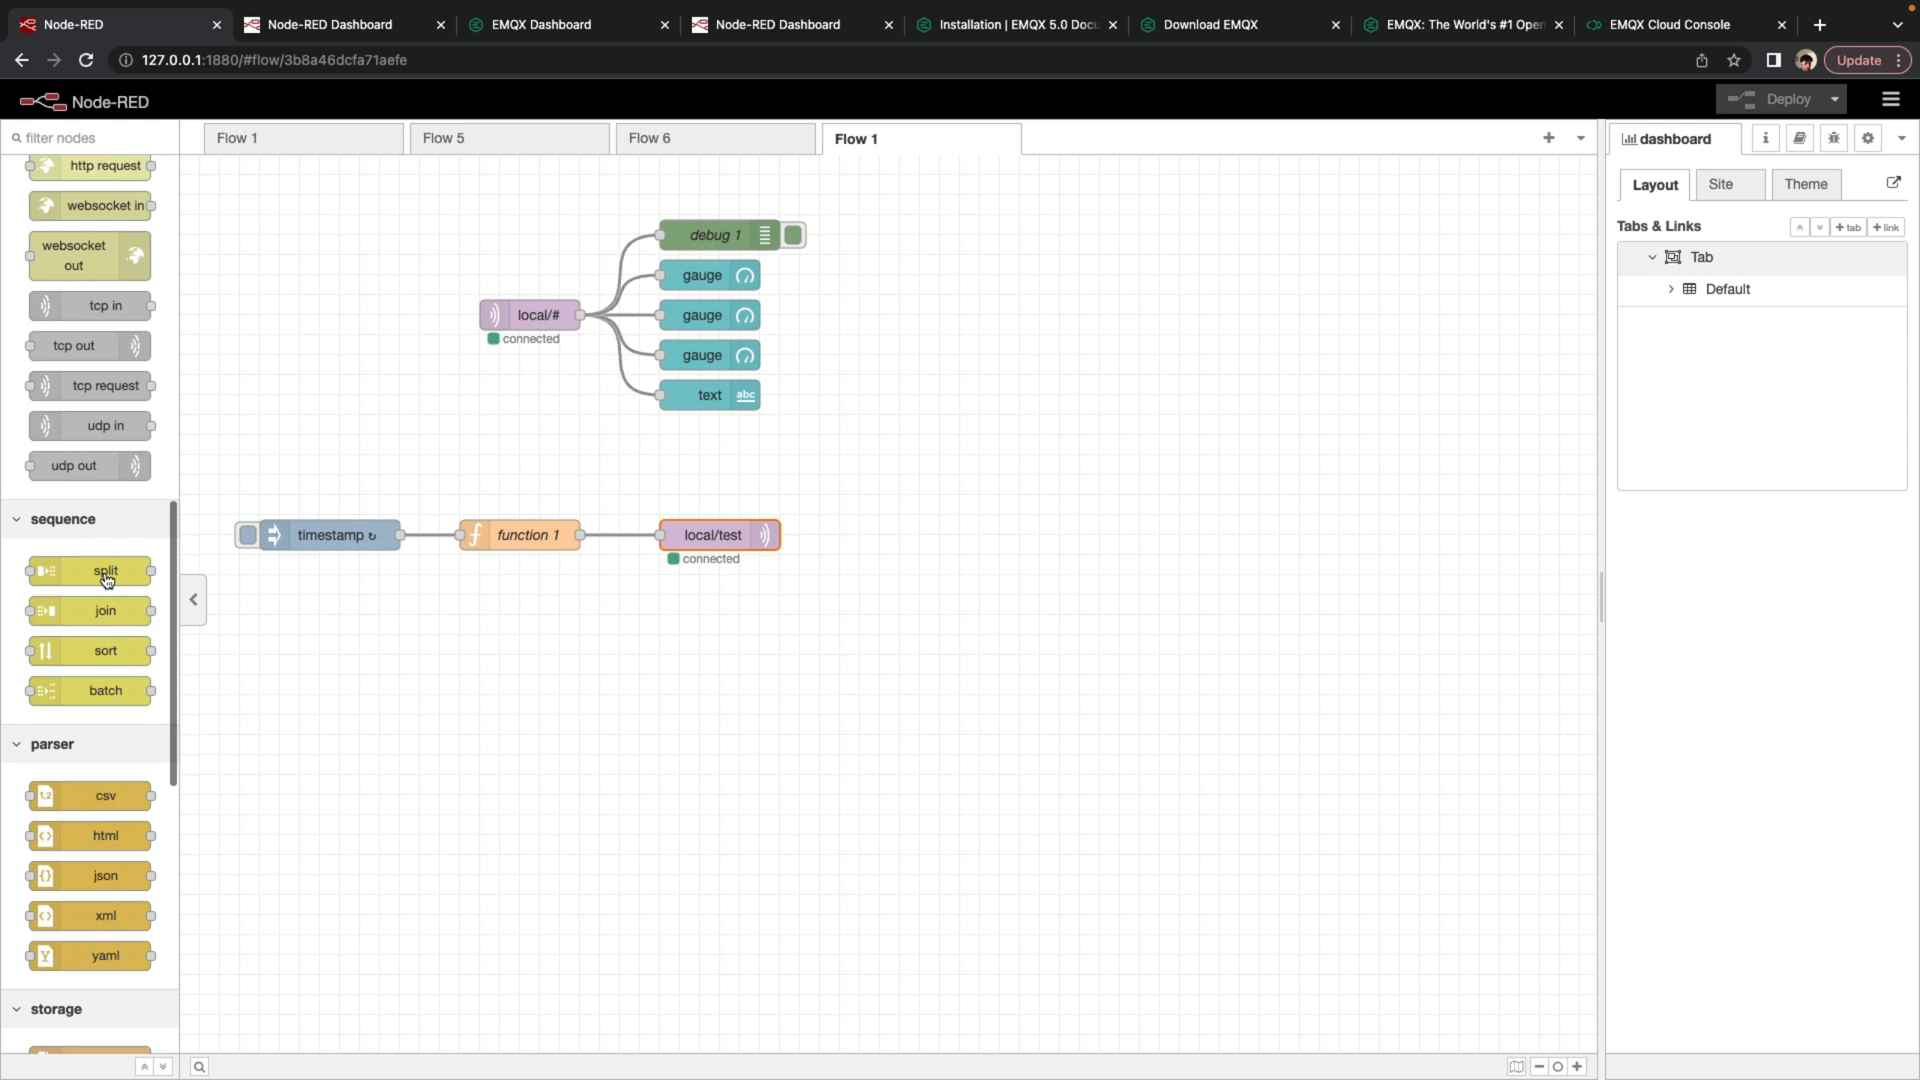 Node-RED
Node-RED Dashboard
EMQX Dashboard
Node-RED Dashboard
Installation | EMQX 5.0 Docu
Download EMQX
EMQX: The World's #1 Open
EMQX Cloud Console
127.0.0.1:1880/#flow/3b8a46dcfa71aefe
Update
Node-RED
Deploy
filter nodes
Flow 1
Flow 5
Flow 6
Flow 1
dashboard
http request
websocket in
websocket
out
tcp in
tcp out
tcp request
udp in
udp out
sequence
split
join
sort
batch
parser
csv
html
json
xml
yaml
storage
debug 1
gauge
local/#
gauge
connected
gauge
text
abc
timestamp ↻
function 1
local/test
connected
Layout
Site
Theme
Tabs & Links
+ tab
+ link
Tab
Default